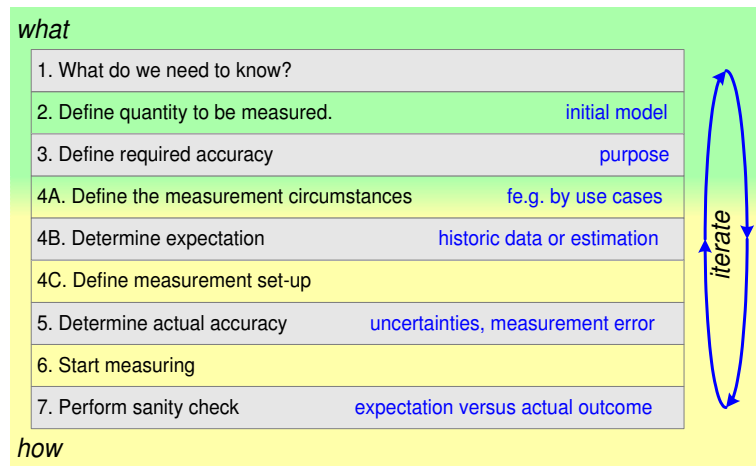 what
1. What do we need to know?
2. Define quantity to be measured. initial model
3. Define required accuracy purpose
4A. Define the measurement circumstances fe.g. by use cases
4B. Determine expectation historic data or estimation
4C. Define measurement set-up
5. Determine actual accuracy uncertainties, measurement error
6. Start measuring
7. Perform sanity check expectation versus actual outcome
how
iterate